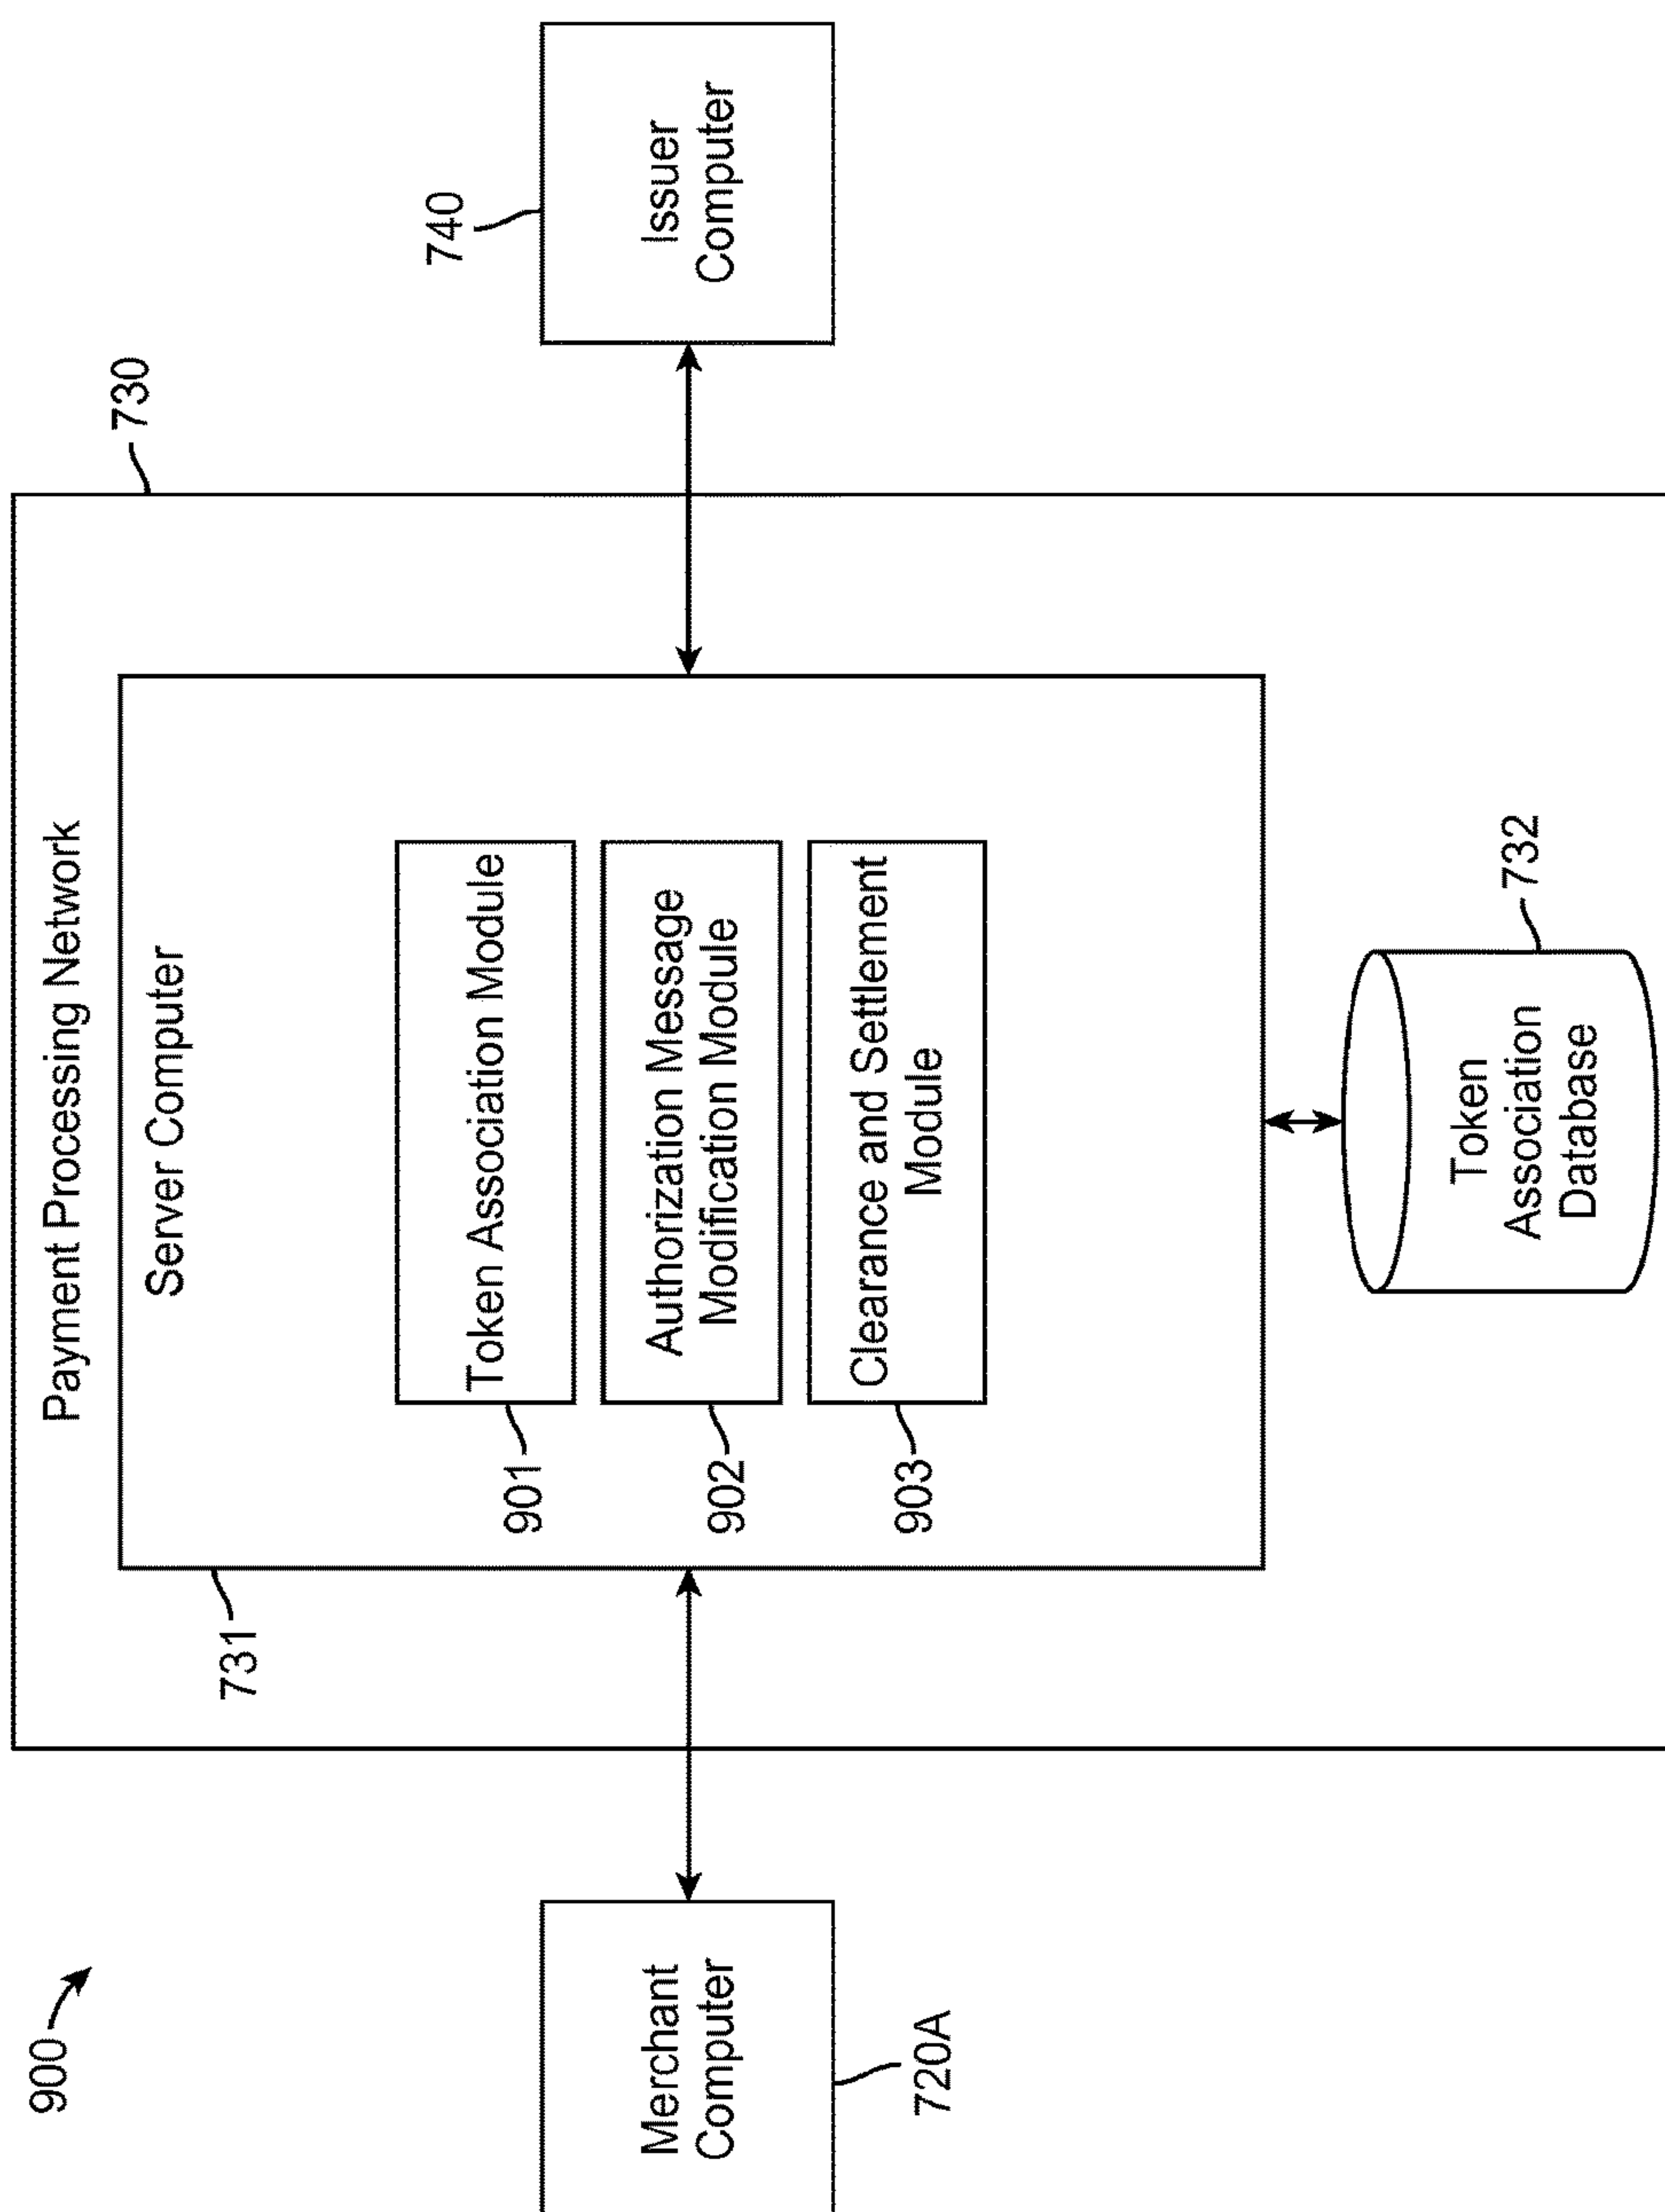 900
Payment Processing Network
730
Server Computer
731
Token Association Module
901
Authorization Message
Modification Module
902
Clearance and Settlement
Module
903
Merchant
Computer
720A
Issuer
Computer
740
Token
Association
Database
732